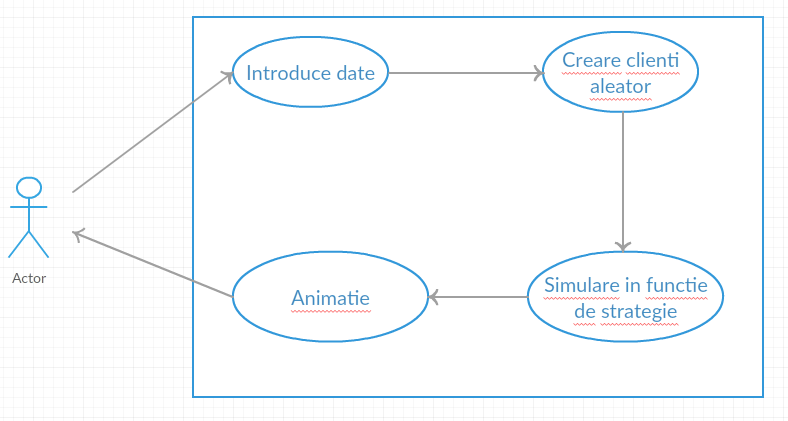 Introduce date
Creare clienti
aleator
Actor
Animatie
Simulare in functie
de strategie